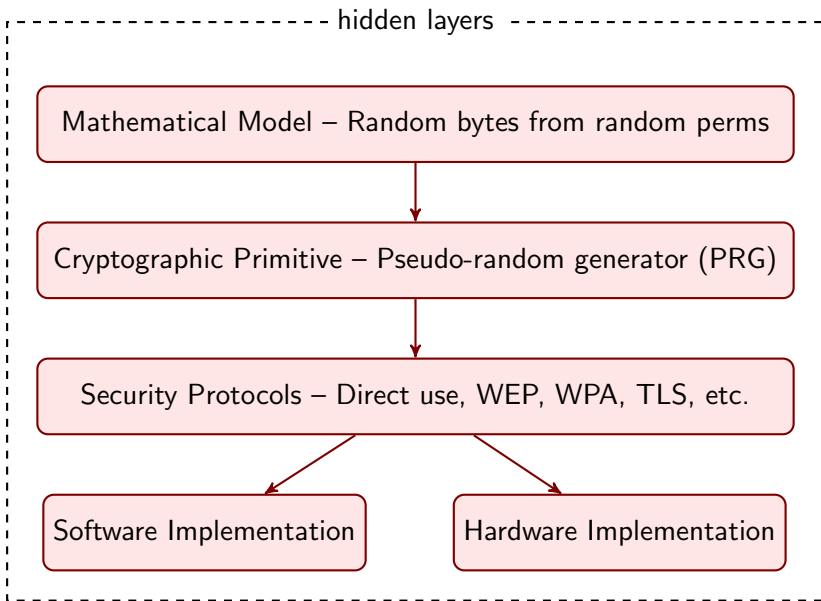 hidden layers
Mathematical Model – Random bytes from random perms
Cryptographic Primitive – Pseudo-random generator (PRG)
Security Protocols – Direct use, WEP, WPA, TLS, etc.
Software Implementation
Hardware Implementation